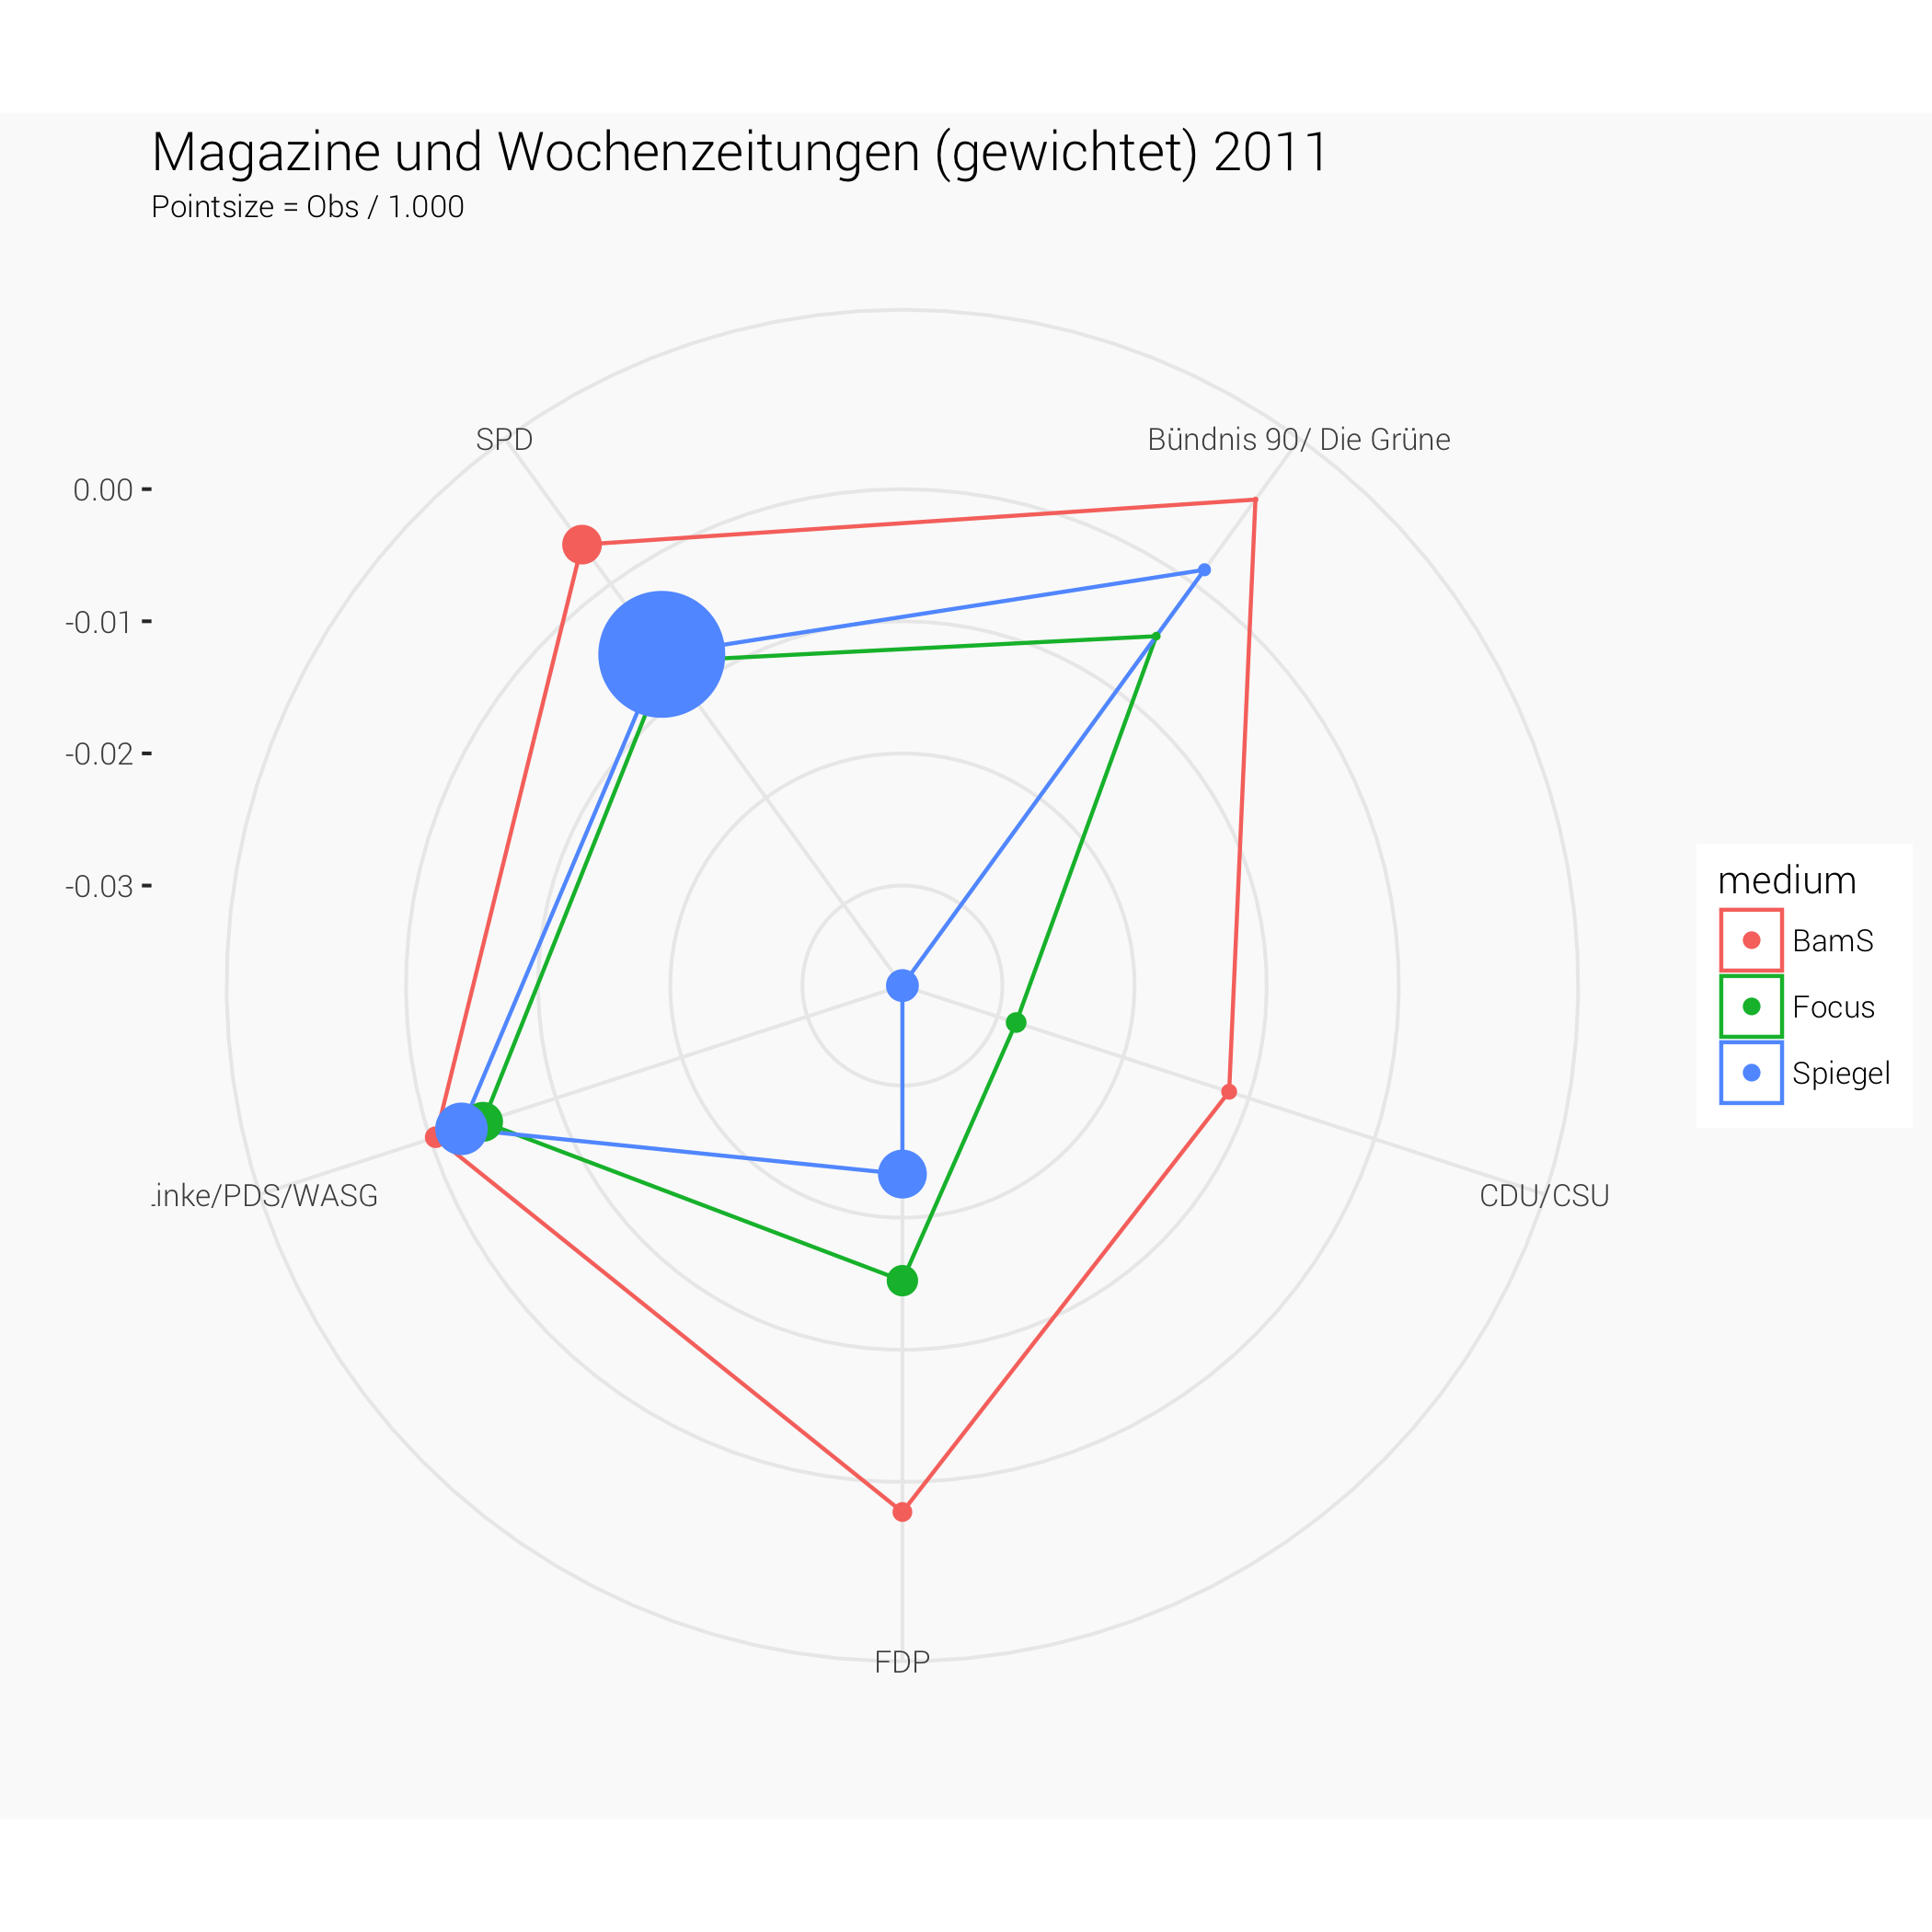 Magazine und Wochenzeitungen (gewichtet) 2011
Pointsize = Obs / 1.000
SPD
Bündnis 90/ Die Grüne
0.00
-0.01
-0.02
-0.03
medium
BamS
Focus
Spiegel
inke/PDS/WASG
CDU/CSU
FDP